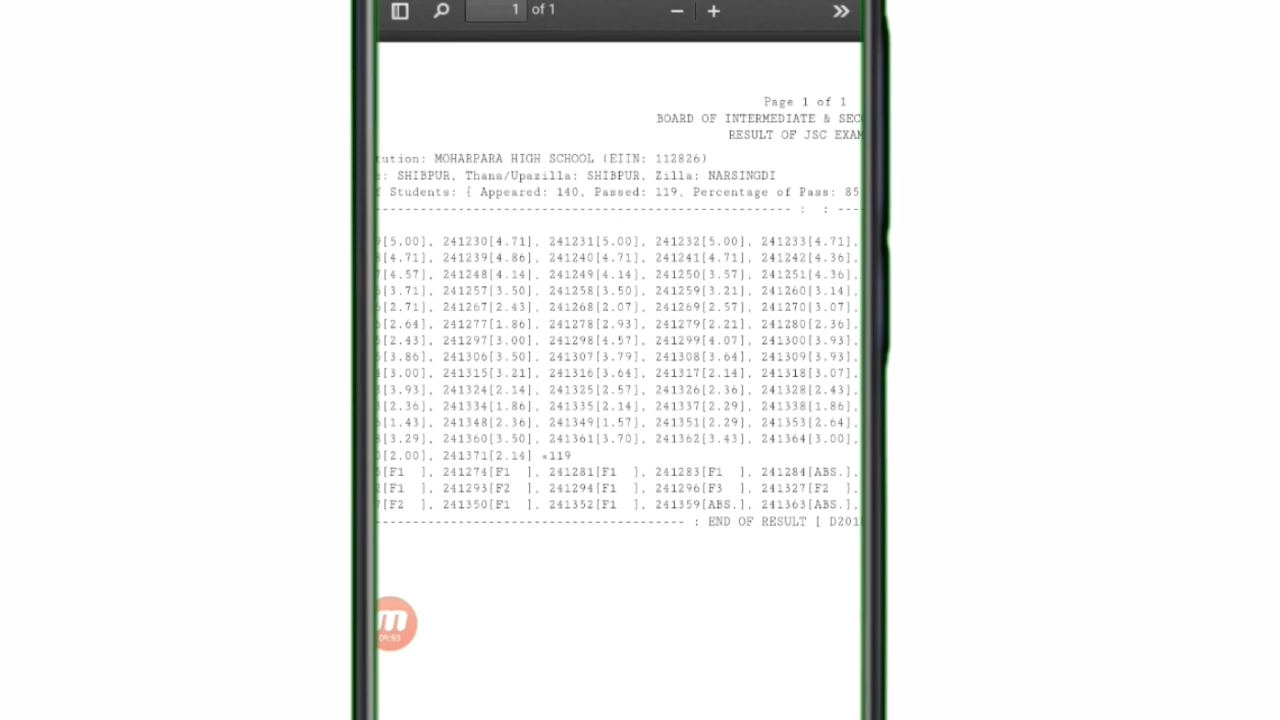 1 of 1
Page 1 of 1
BOARD OF INTERMEDIATE & SEC
RESULT OF JSC EXAM
tution: MOHARPARA HIGH SCHOOL (EIIN: 112826)
e: SHIBPUR, Thana/Upazilla: SHIBPUR, Zilla: NARSINGDI
f Students: { Appeared: 140, Passed: 119, Percentage of Pass: 85
------------------------------------------------------- : : ----
[5.00], 241230[4.71], 241231[5.00], 241232[5.00], 241233[4.71],
[4.71], 241239[4.86], 241240[4.71], 241241[4.71], 241242[4.36],
[4.57], 241248[4.14], 241249[4.14], 241250[3.57], 241251[4.36],
[3.71], 241257[3.50], 241258[3.50], 241259[3.21], 241260[3.14],
[2.71], 241267[2.43], 241268[2.07], 241269[2.57], 241270[3.07],
[2.64], 241277[1.86], 241278[2.93], 241279[2.21], 241280[2.36],
[2.43], 241297[3.00], 241298[4.57], 241299[4.07], 241300[3.93],
[3.86], 241306[3.50], 241307[3.79], 241308[3.64], 241309[3.93],
[3.00], 241315[3.21], 241316[3.64], 241317[2.14], 241318[3.07],
[3.93], 241324[2.14], 241325[2.57], 241326[2.36], 241328[2.43],
[2.36], 241334[1.86], 241335[2.14], 241337[2.29], 241338[1.86],
[1.43], 241348[2.36], 241349[1.57], 241351[2.29], 241353[2.64],
[3.29], 241360[3.50], 241361[3.70], 241362[3.43], 241364[3.00],
[2.00], 241371[2.14] =119
[F1 ], 241274[F1 ], 241281[F1 ], 241283[F1 ], 241284[ABS.],
[F1 ], 241293[F2 ], 241294[F1 ], 241296[F3 ], 241327[F2 ],
[F2 ], 241350[F1 ], 241352[F1 ], 241359[ABS.], 241363[ABS.],
----------------------------------------- : END OF RESULT [ D201
m
04:53